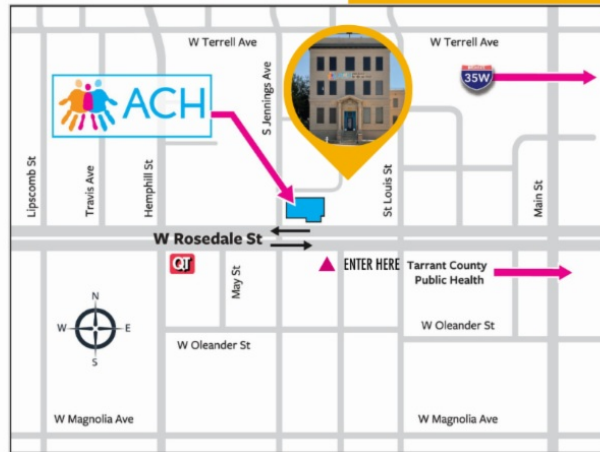 W Terrell Ave
W Terrell Ave
35W
ACH
S Jennings Ave
Lipscomb St
Travis Ave
Hemphill St
St Louis St
Main St
W Rosedale St
QT
May St
ENTER HERE
Tarrant County
Public Health
N
W
E
S
W Oleander St
W Oleander St
W Magnolia Ave
W Magnolia Ave